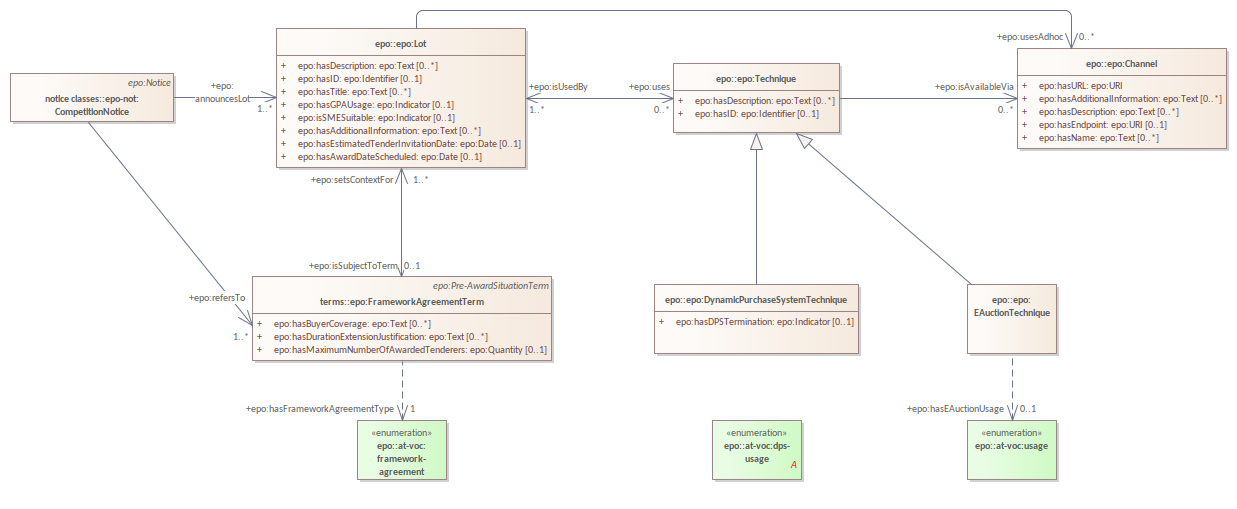 +epo:usesAdhoc 0..*
epo::epo:Lot
+ epo:hasDescription: epo:Text [0..*]
+ epo:hasID: epo:Identifier [0..1]
+ epo:hasTitle: epo:Text [0..*]
+ epo:hasGPAUsage: epo:Indicator [0..1]
+ epo:isSMESuitable: epo:Indicator [0..1]
+ epo:hasAdditionalInformation: epo:Text [0..*]
+ epo:hasEstimatedTenderInvitationDate: epo:Date [0..1]
+ epo:hasAwardDateScheduled: epo:Date [0..1]
epo:Notice
notice classes::epo-not:
CompetitionNotice
+epo:
announcesLot
1..*
+epo:isUsedBy
1..*
+epo:uses
0..*
epo::epo:Technique
+ epo:hasDescription: epo:Text [0..*]
+ epo:hasID: epo:Identifier [0..1]
+epo:isAvailableVia
0..*
epo::epo:Channel
+ epo:hasURL: epo:URI
+ epo:hasAdditionalInformation: epo:Text [0..*]
+ epo:hasDescription: epo:Text [0..*]
+ epo:hasEndpoint: epo:URI [0..1]
+ epo:hasName: epo:Text [0..*]
+epo:setsContextFor 1..*
+epo:isSubjectToTerm 0..1
+epo:refersTo
1..*
epo:Pre-AwardSituationTerm
terms::epo:FrameworkAgreementTerm
+ epo:hasBuyerCoverage: epo:Text [0..*]
+ epo:hasDurationExtensionJustification: epo:Text [0..*]
+ epo:hasMaximumNumberOfAwardedTenderers: epo:Quantity [0..1]
epo::epo:DynamicPurchaseSystemTechnique
+ epo:hasDPSTermination: epo:Indicator [0..1]
epo::epo:
EAuctionTechnique
+epo:hasFrameworkAgreementType 1
+epo:hasEAuctionUsage 0..1
«enumeration»
epo::at-voc:
framework-
agreement
«enumeration»
epo::at-voc:dps-
usage
A
«enumeration»
epo::at-voc:usage